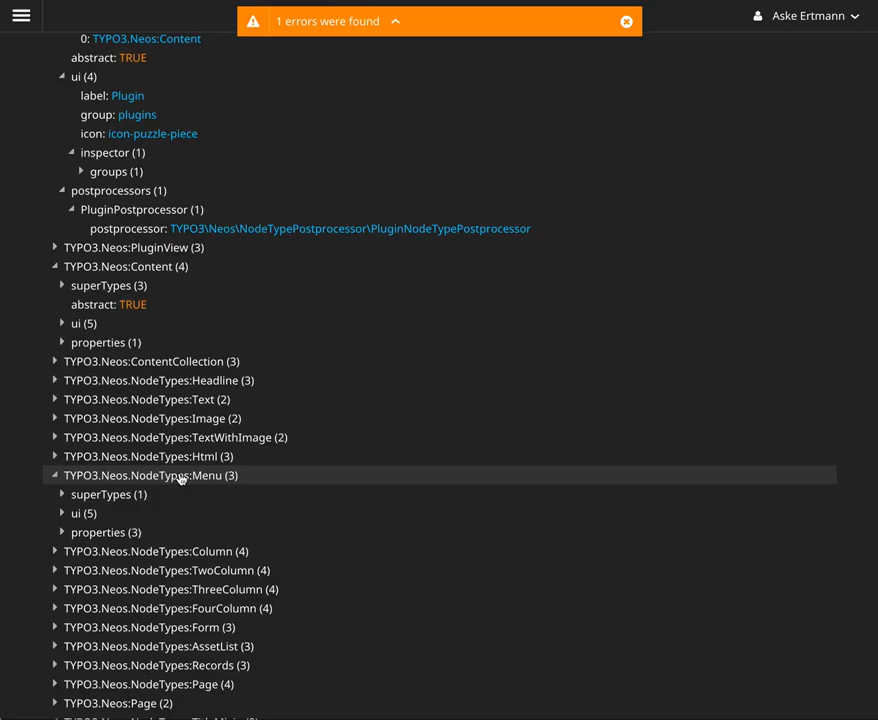 1 errors were found
Aske Ertmann
0: TYPO3.Neos:Content
abstract: TRUE
ui (4)
label: Plugin
group: plugins
icon: icon-puzzle-piece
inspector (1)
groups (1)
postprocessors (1)
PluginPostprocessor (1)
postprocessor: TYPO3\Neos\NodeTypePostprocessor\PluginNodeTypePostprocessor
TYPO3.Neos:PluginView (3)
TYPO3.Neos:Content (4)
superTypes (3)
abstract: TRUE
ui (5)
properties (1)
TYPO3.Neos:ContentCollection (3)
TYPO3.Neos.NodeTypes:Headline (3)
TYPO3.Neos.NodeTypes:Text (2)
TYPO3.Neos.NodeTypes:Image (2)
TYPO3.Neos.NodeTypes:TextWithImage (2)
TYPO3.Neos.NodeTypes:Html (3)
TYPO3.Neos.NodeTypes:Menu (3)
superTypes (1)
ui (5)
properties (3)
TYPO3.Neos.NodeTypes:Column (4)
TYPO3.Neos.NodeTypes:TwoColumn (4)
TYPO3.Neos.NodeTypes:ThreeColumn (4)
TYPO3.Neos.NodeTypes:FourColumn (4)
TYPO3.Neos.NodeTypes:Form (3)
TYPO3.Neos.NodeTypes:AssetList (3)
TYPO3.Neos.NodeTypes:Records (3)
TYPO3.Neos.NodeTypes:Page (4)
TYPO3.Neos:Page (2)